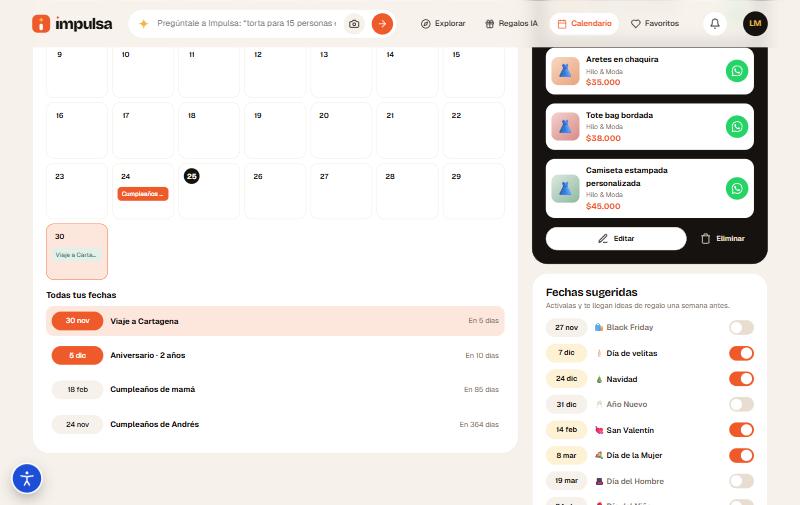 impulsa
Pregúntale a Impulsa: "torta para 15 personas
Explorar
Regalos IA
Calendario
Favoritos
LM
9 10 11 12 13 14 15
16 17 18 19 20 21 22
23 24 25 26 27 28 29
Cumpleaños ...
30
Viaje a Carta...
Todas tus fechas
30 nov Viaje a Cartagena En 5 días
5 dic Aniversario · 2 años En 10 días
18 feb Cumpleaños de mamá En 85 días
24 nov Cumpleaños de Andrés En 364 días
Aretes en chaquira
Hilo & Moda
$35.000
Tote bag bordada
Hilo & Moda
$38.000
Camiseta estampada
personalizada
Hilo & Moda
$45.000
Editar
Eliminar
Fechas sugeridas
Actívalas y te llegan ideas de regalo una semana antes.
27 nov Black Friday
7 dic Día de velitas
24 dic Navidad
31 dic Año Nuevo
14 feb San Valentín
8 mar Día de la Mujer
19 mar Día del Hombre